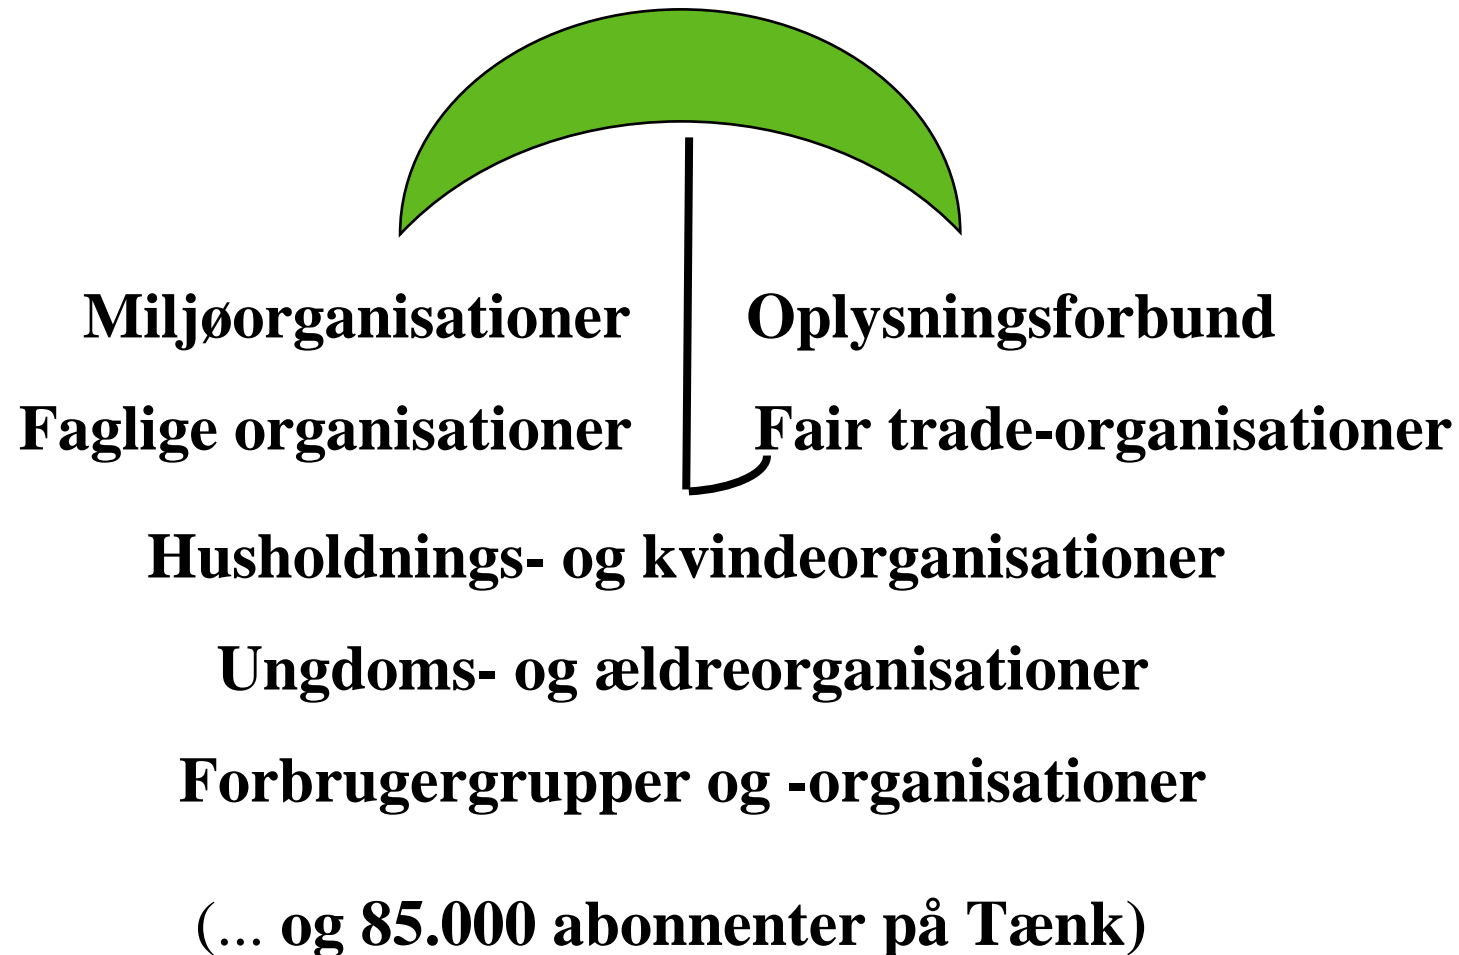 Miljøorganisationer Oplysningsforbund
Faglige organisationer Fair trade-organisationer
Husholdnings- og kvindeorganisationer
Ungdoms- og ældreorganisationer
Forbrugergrupper og -organisationer
(... og 85.000 abonnenter på Tænk)